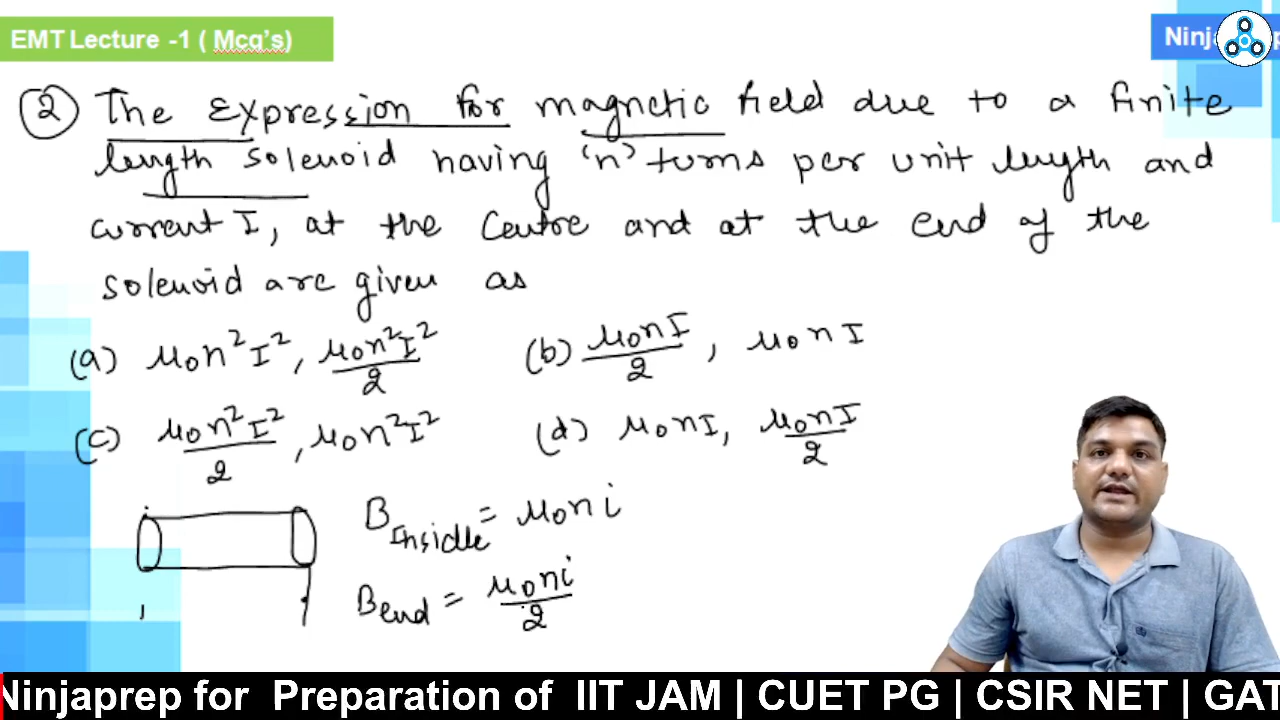 EMT Lecture -1 ( Mcq's)
Ninja
p
② The Expression for magnetic field due to a finite
length solenoid having 'n' turns per unit length and
current I, at the Centre and at the end of the
solenoid are given as
(a) μ₀n²I², μ₀n²I²/2
(b) μ₀nI/2, μ₀nI
(c) μ₀n²I²/2, μ₀n²I²
(d) μ₀nI, μ₀nI/2
B Inside = μ₀ni
Bend = μ₀ni/2
Ninjaprep for Preparation of IIT JAM | CUET PG | CSIR NET | GAT